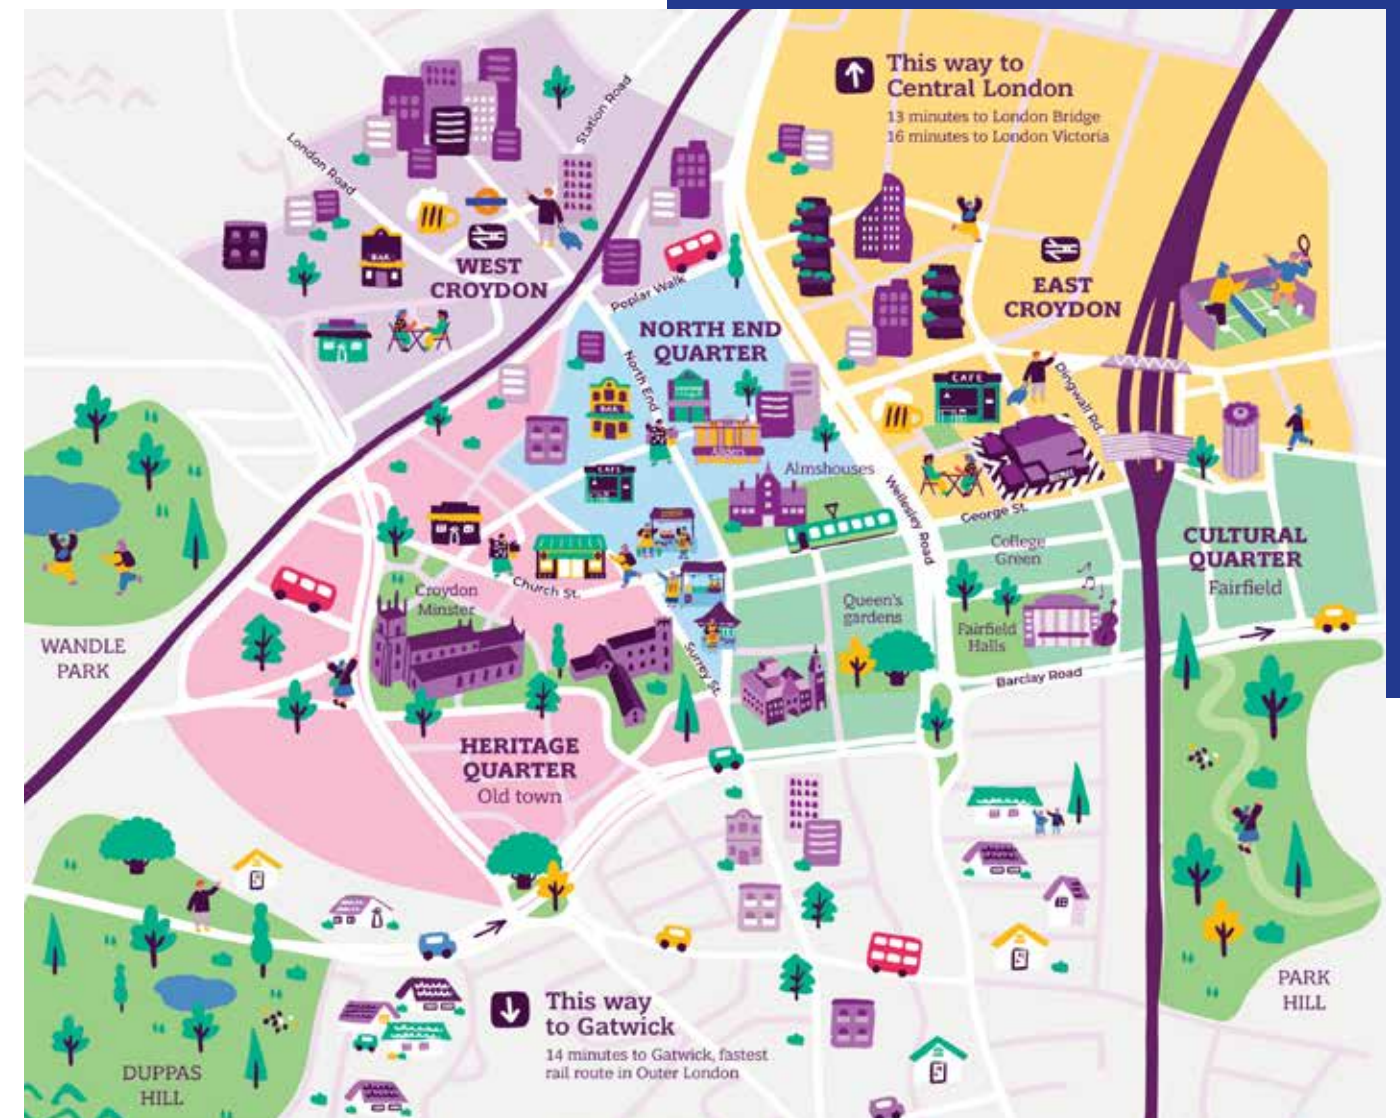 This way to
Central London
13 minutes to London Bridge
16 minutes to London Victoria
Station Road
London Road
BAR
WEST
CROYDON
Poplar Walk
EAST
CROYDON
NORTH END
QUARTER
North End
BAR
CAFE
Dingwall Rd
Allders
Almshouses
CAFE
Wellesley Road
George St.
CULTURAL
QUARTER
Fairfield
College
Green
Church St.
Croydon
Minster
Queen's
gardens
Fairfield
Halls
Surrey St.
Barclay Road
WANDLE
PARK
HERITAGE
QUARTER
Old town
This way
to Gatwick
14 minutes to Gatwick, fastest
rail route in Outer London
PARK
HILL
DUPPAS
HILL